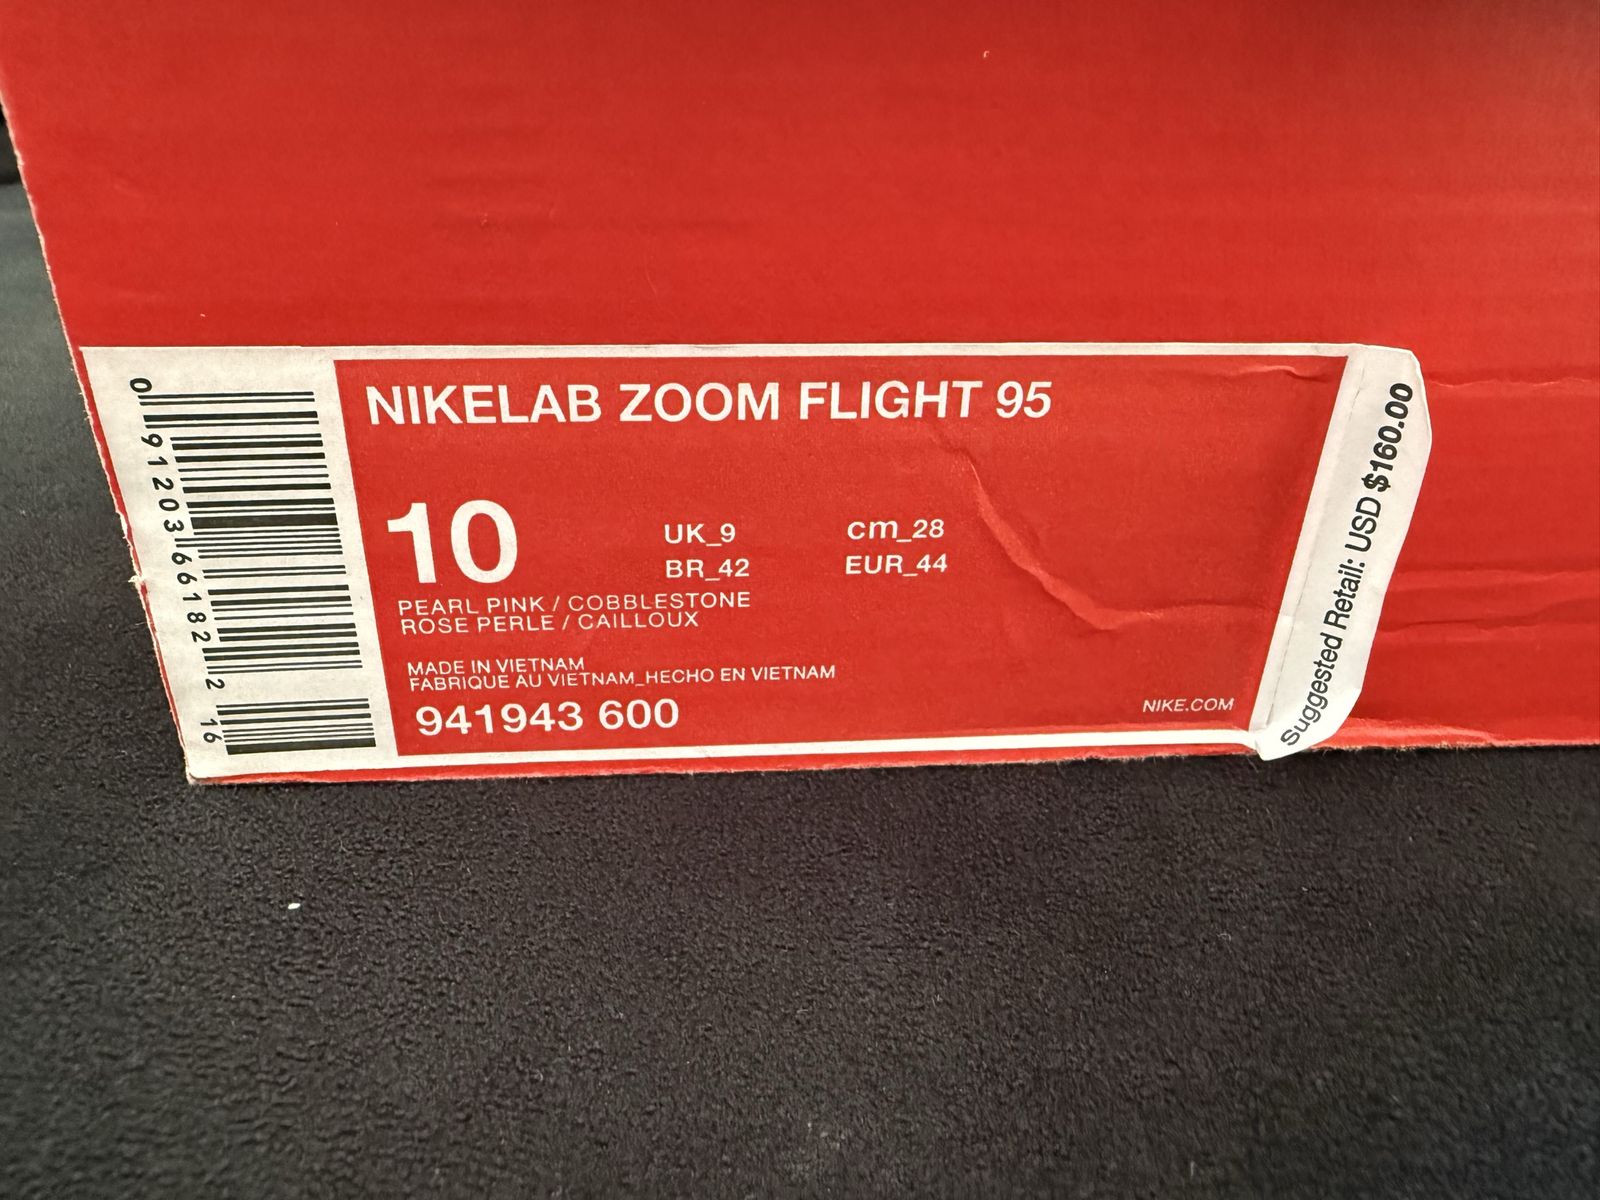 NIKELAB ZOOM FLIGHT 95
10
UK_9 cm_28
BR_42 EUR_44
PEARL PINK / COBBLESTONE
ROSE PERLE / CAILLOUX
MADE IN VIETNAM
FABRIQUE AU VIETNAM_HECHO EN VIETNAM
941943 600
NIKE.COM
0 91203 66182 2 16
Suggested Retail: USD $160.00